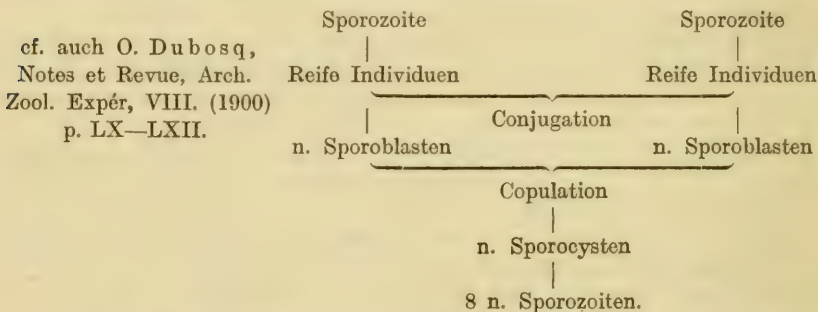 cf. auch O. Dubosq,
Notes et Revue, Arch.
Zool. Expér, VIII. (1900)
p. LX—LXII.
Sporozoite Sporozoite
Reife Individuen Reife Individuen
Conjugation
n. Sporoblasten n. Sporoblasten
Copulation
n. Sporocysten
8 n. Sporozoiten.